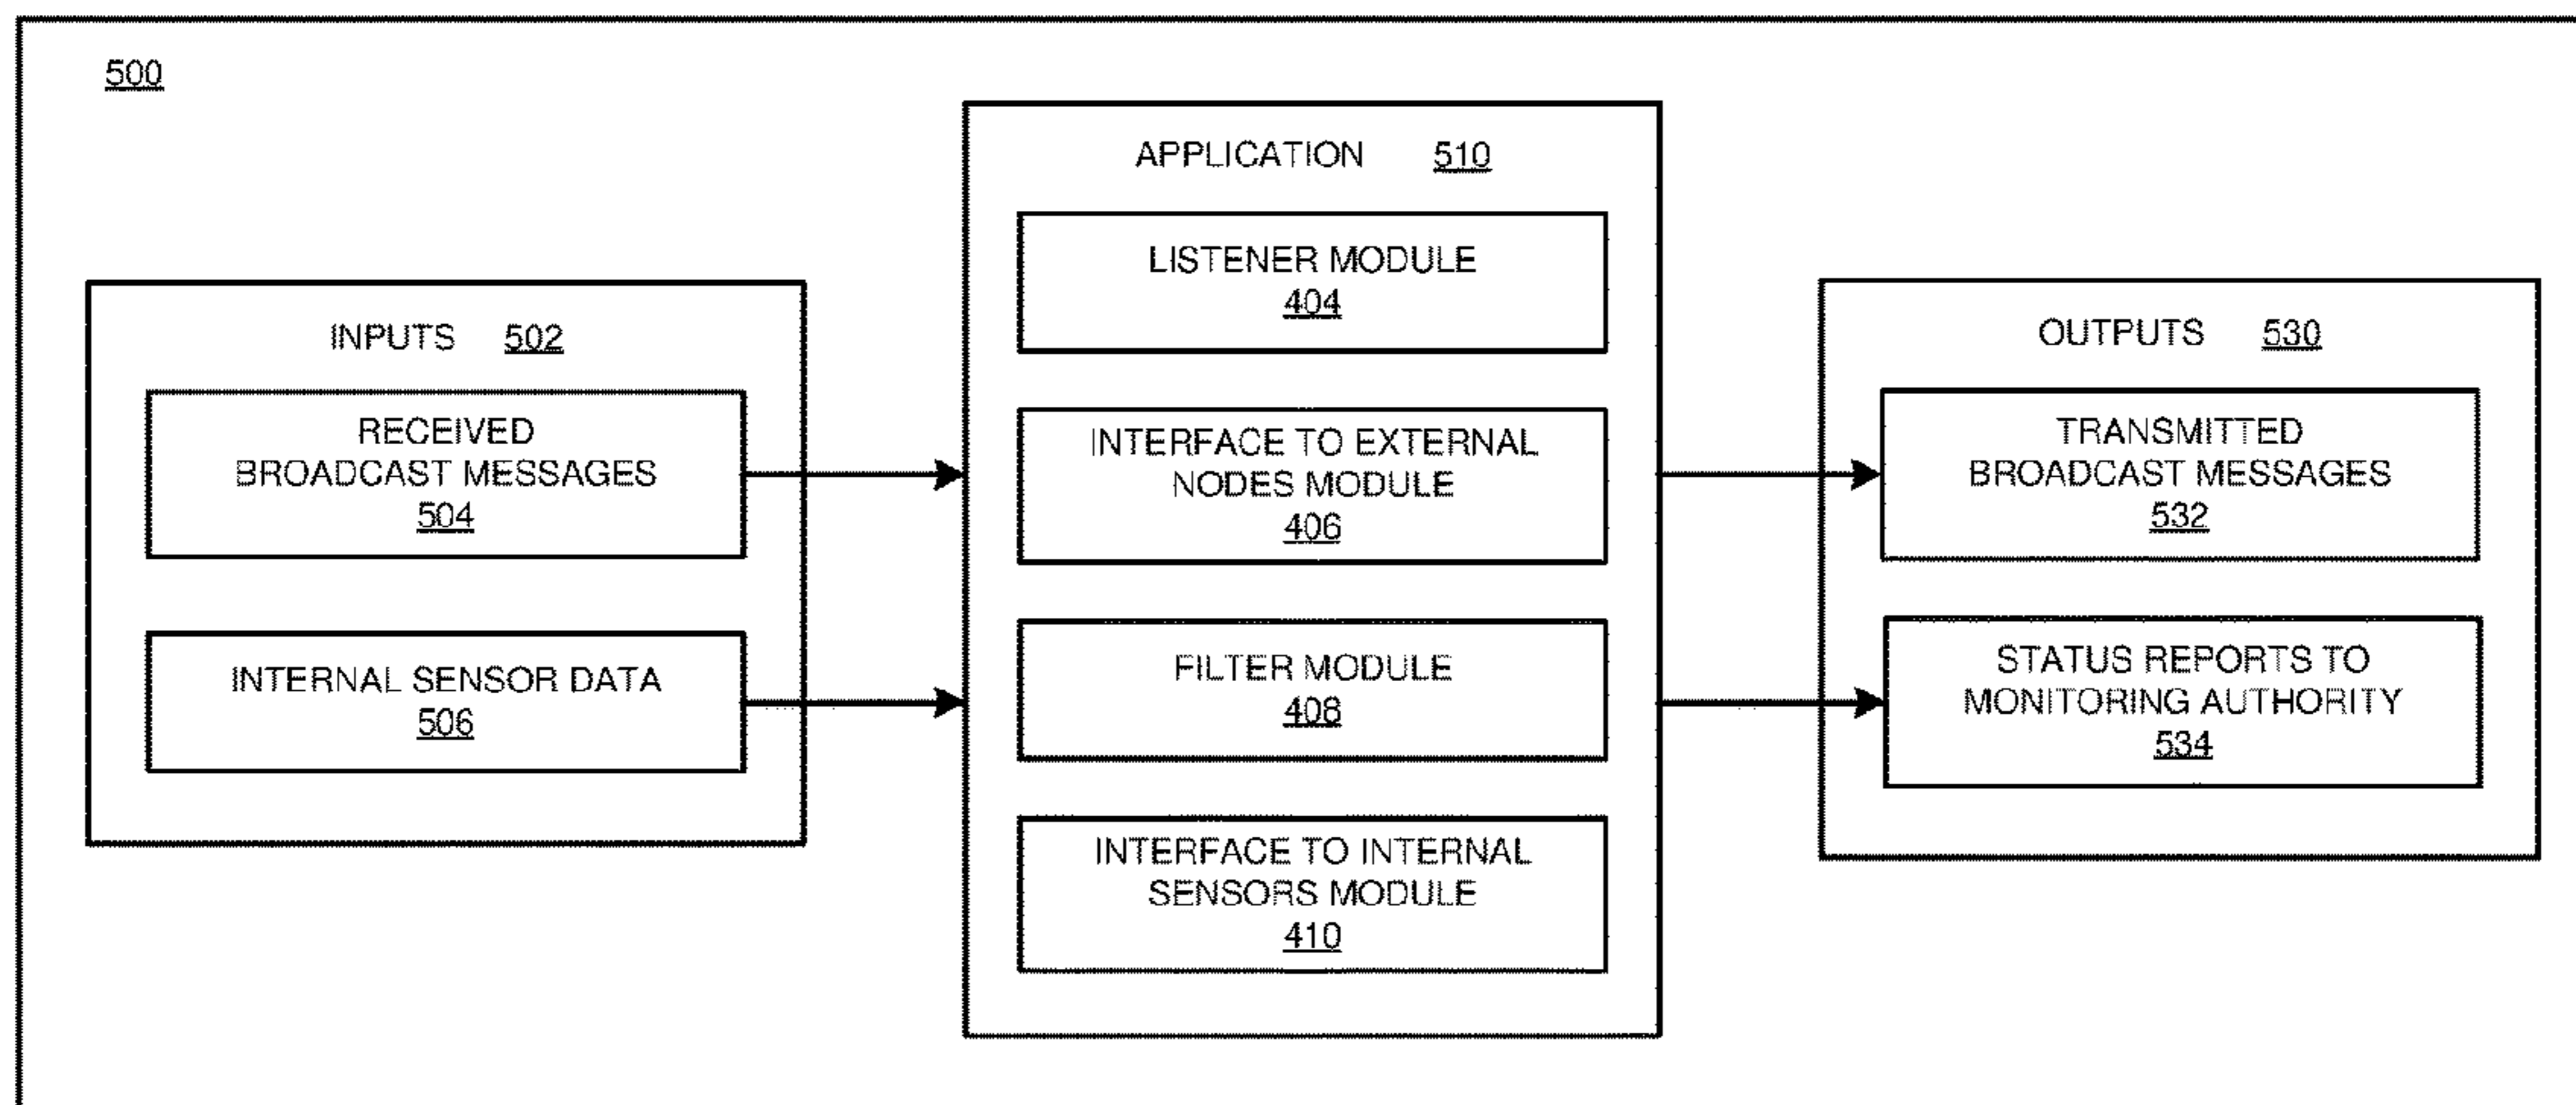 500
INPUTS 502
RECEIVED
BROADCAST MESSAGES
504
INTERNAL SENSOR DATA
506
APPLICATION 510
LISTENER MODULE
404
INTERFACE TO EXTERNAL
NODES MODULE
406
FILTER MODULE
408
INTERFACE TO INTERNAL
SENSORS MODULE
410
OUTPUTS 530
TRANSMITTED
BROADCAST MESSAGES
532
STATUS REPORTS TO
MONITORING AUTHORITY
534